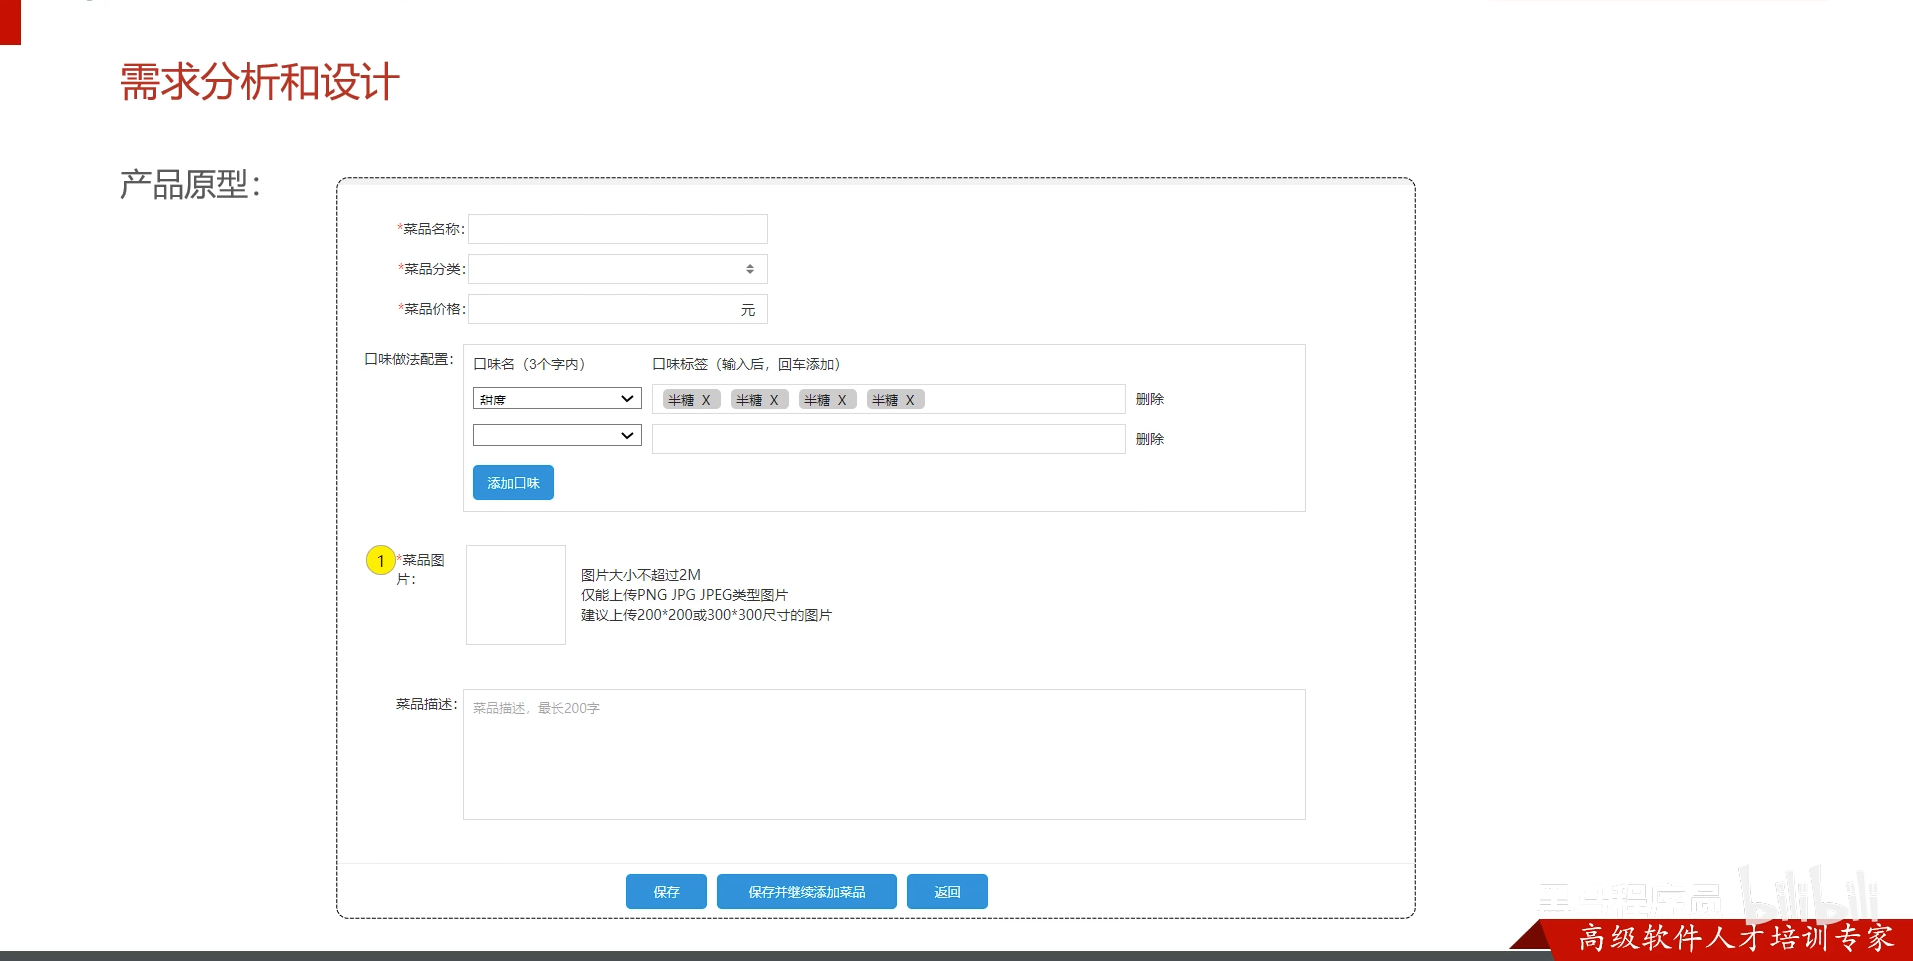 需求分析和设计
产品原型：
*菜品名称：
*菜品分类：
*菜品价格： 元
口味做法配置： 口味名（3个字内） 口味标签（输入后，回车添加）
甜度 半糖 X 半糖 X 半糖 X 半糖 X 删除
删除
添加口味
1 *菜品图
片：
图片大小不超过2M
仅能上传PNG JPG JPEG类型图片
建议上传200*200或300*300尺寸的图片
菜品描述： 菜品描述，最长200字
保存 保存并继续添加菜品 返回
黑马程序员 bilibili
高级软件人才培训专家